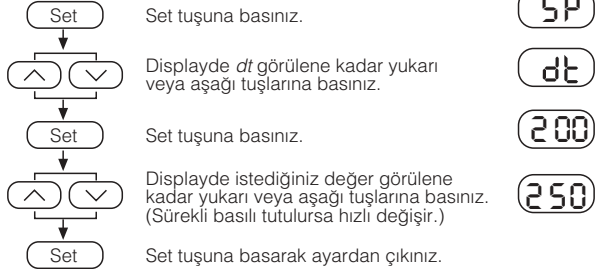 Set
Set tuşuna basınız.
SP
Displayde dt görülene kadar yukarı
veya aşağı tuşlarına basınız.
dt
Set
Set tuşuna basınız.
200
Displayde istediğiniz değer görülene
kadar yukarı veya aşağı tuşlarına basınız.
(Sürekli basılı tutulursa hızlı değişir.)
250
Set
Set tuşuna basarak ayardan çıkınız.